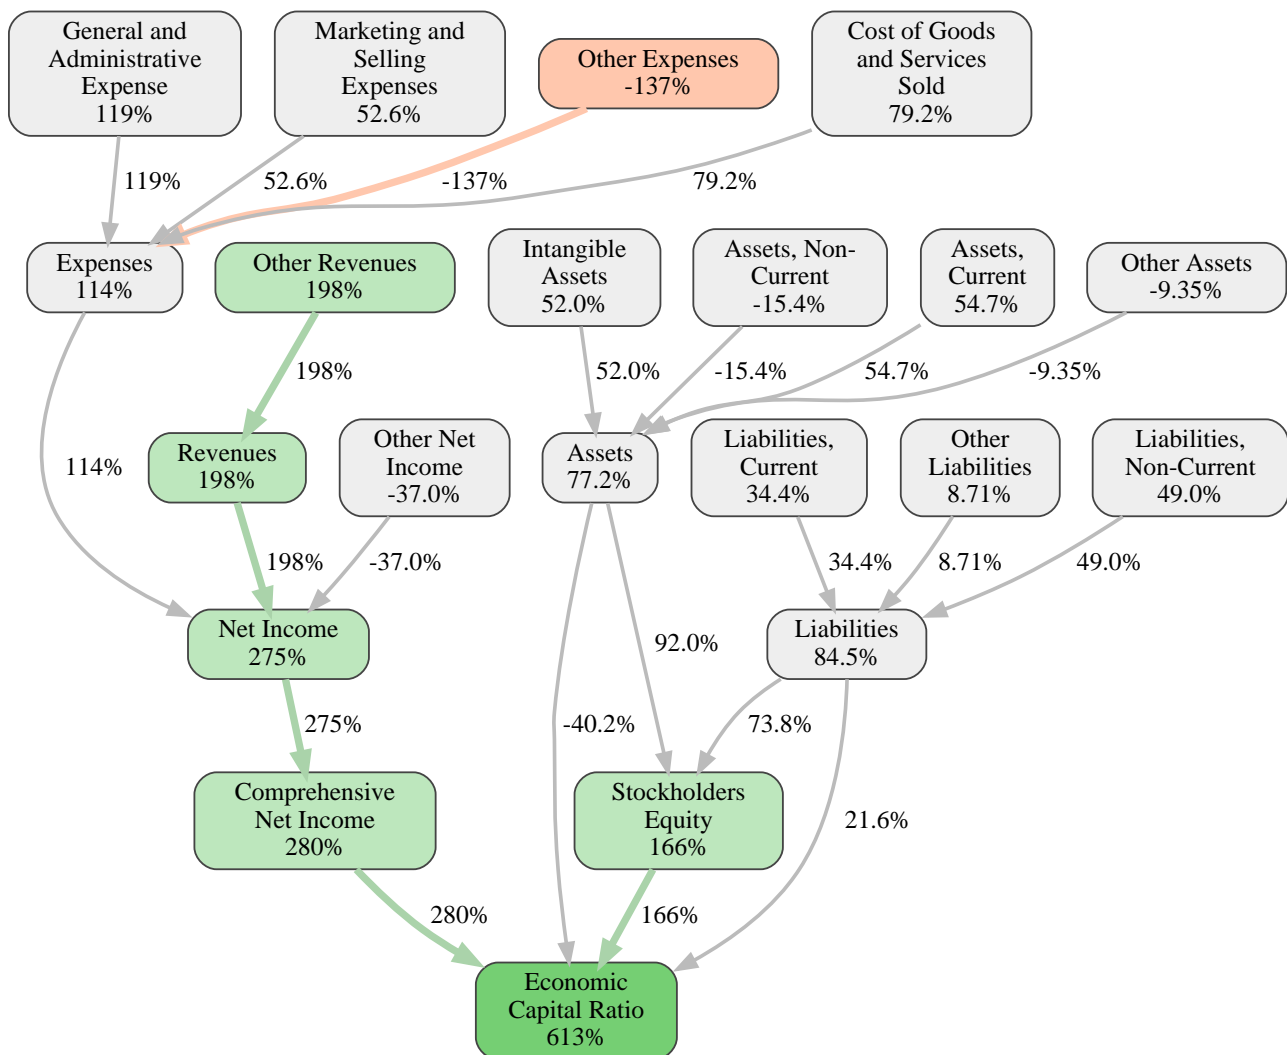 General and
Administrative
Expense
119%
Marketing and
Selling
Expenses
52.6%
Other Expenses
-137%
Cost of Goods
and Services
Sold
79.2%
119%
52.6%
-137%
79.2%
Expenses
114%
Other Revenues
198%
Intangible
Assets
52.0%
Assets, Non-
Current
-15.4%
Assets,
Current
54.7%
Other Assets
-9.35%
198%
52.0%
-15.4%
54.7%
-9.35%
114%
Revenues
198%
Other Net
Income
-37.0%
Assets
77.2%
Liabilities,
Current
34.4%
Other
Liabilities
8.71%
Liabilities,
Non-Current
49.0%
198%
-37.0%
34.4%
8.71%
49.0%
Net Income
275%
92.0%
Liabilities
84.5%
275%
-40.2%
73.8%
Comprehensive
Net Income
280%
Stockholders
Equity
166%
21.6%
280%
166%
Economic
Capital Ratio
613%